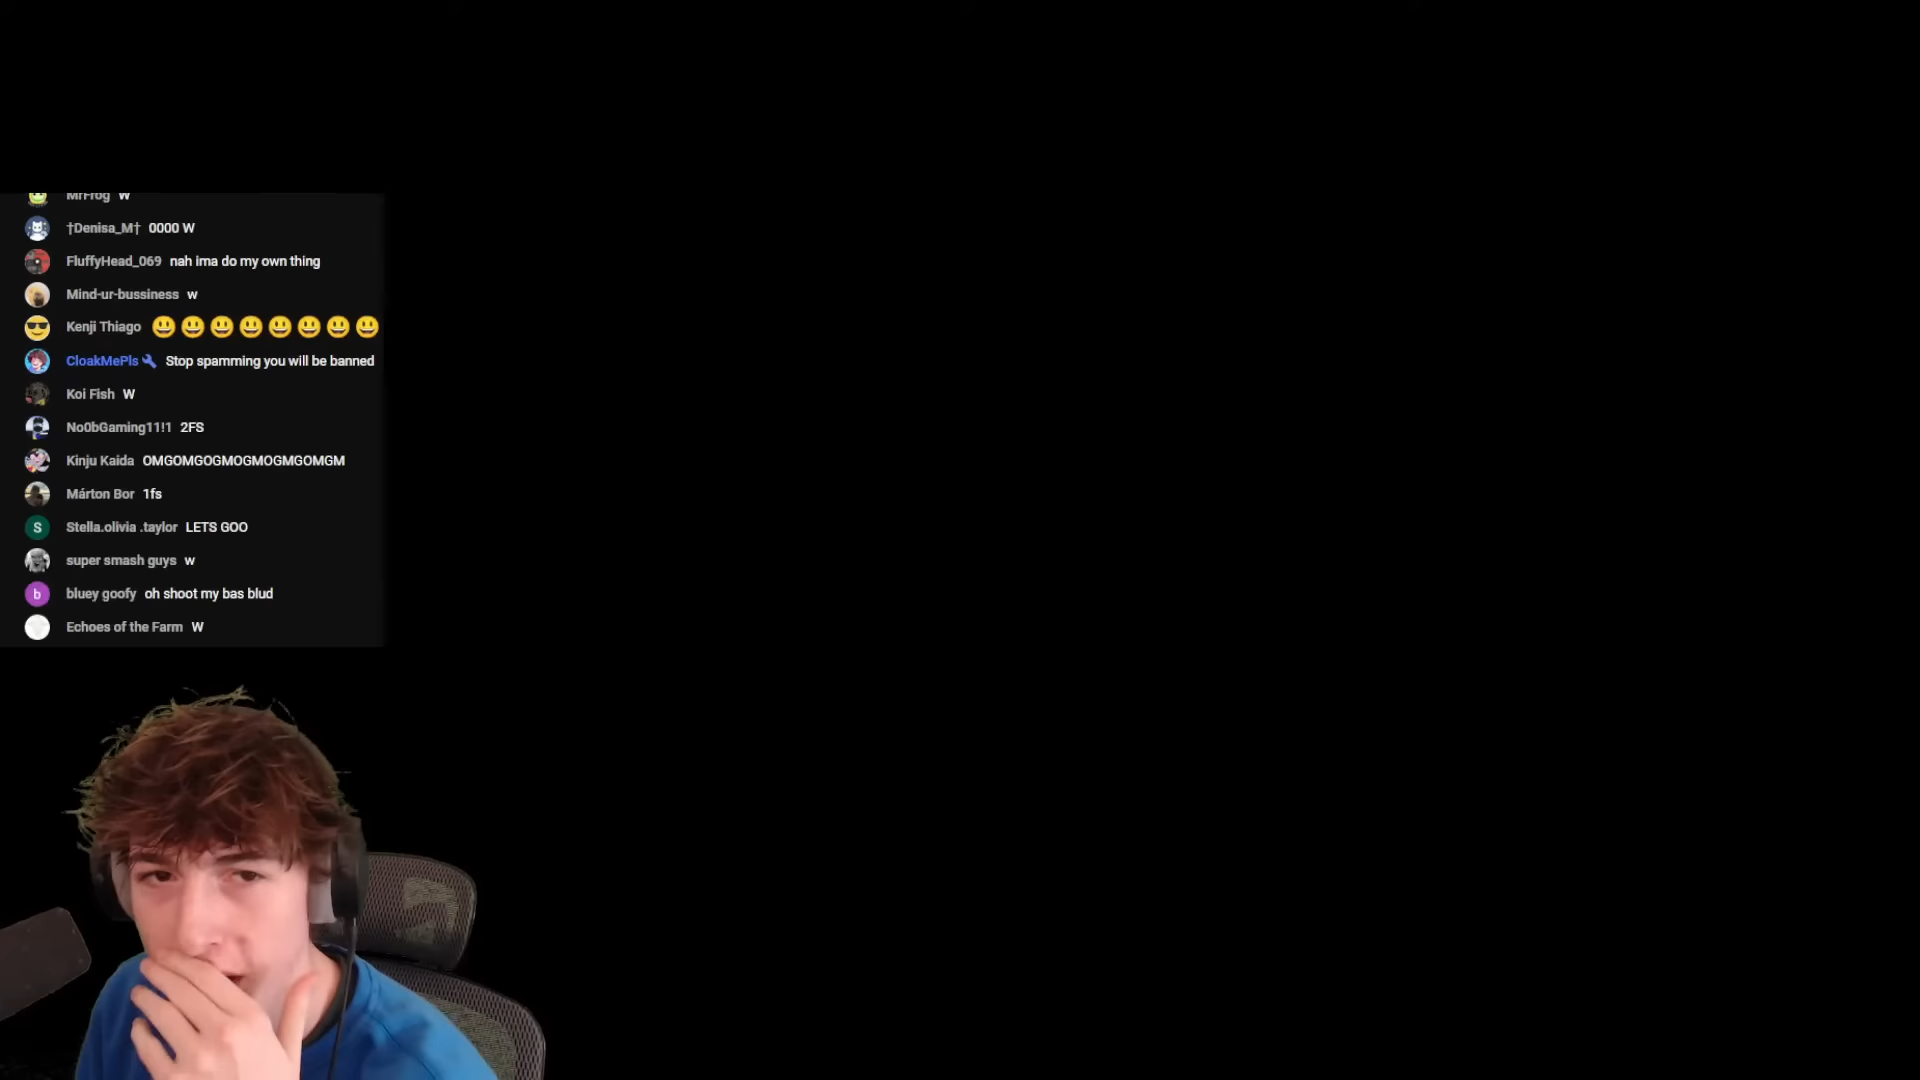 MrFrog W
†Denisa_M† 0000 W
FluffyHead_069 nah ima do my own thing
Mind-ur-bussiness w
Kenji Thiago 😃😃😃😃😃😃😃😃
CloakMePls Stop spamming you will be banned
Koi Fish W
No0bGaming11!1 2FS
Kinju Kaida OMGOMGOGMOGMOGMGOMGM
Márton Bor 1fs
S Stella.olivia .taylor LETS GOO
super smash guys w
b bluey goofy oh shoot my bas blud
Echoes of the Farm W